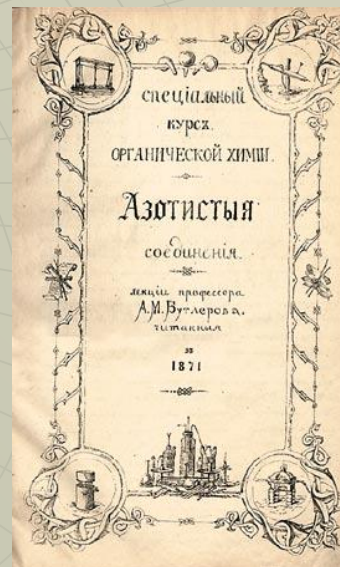 спеціальный
курсъ
ОРГАНИЧЕСКОЙ ХИМІИ.
Азотистыя
соединенія.
лекціи профессора
А.М. Бутлерова,
читанныя
въ
1871